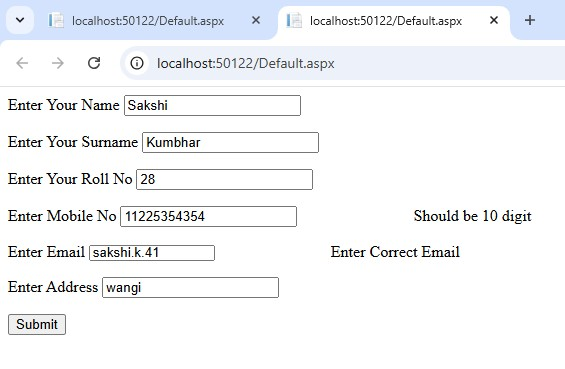 localhost:50122/Default.aspx localhost:50122/Default.aspx
localhost:50122/Default.aspx
Enter Your Name Sakshi
Enter Your Surname Kumbhar
Enter Your Roll No 28
Enter Mobile No 11225354354 Should be 10 digit
Enter Email sakshi.k.41 Enter Correct Email
Enter Address wangi
Submit